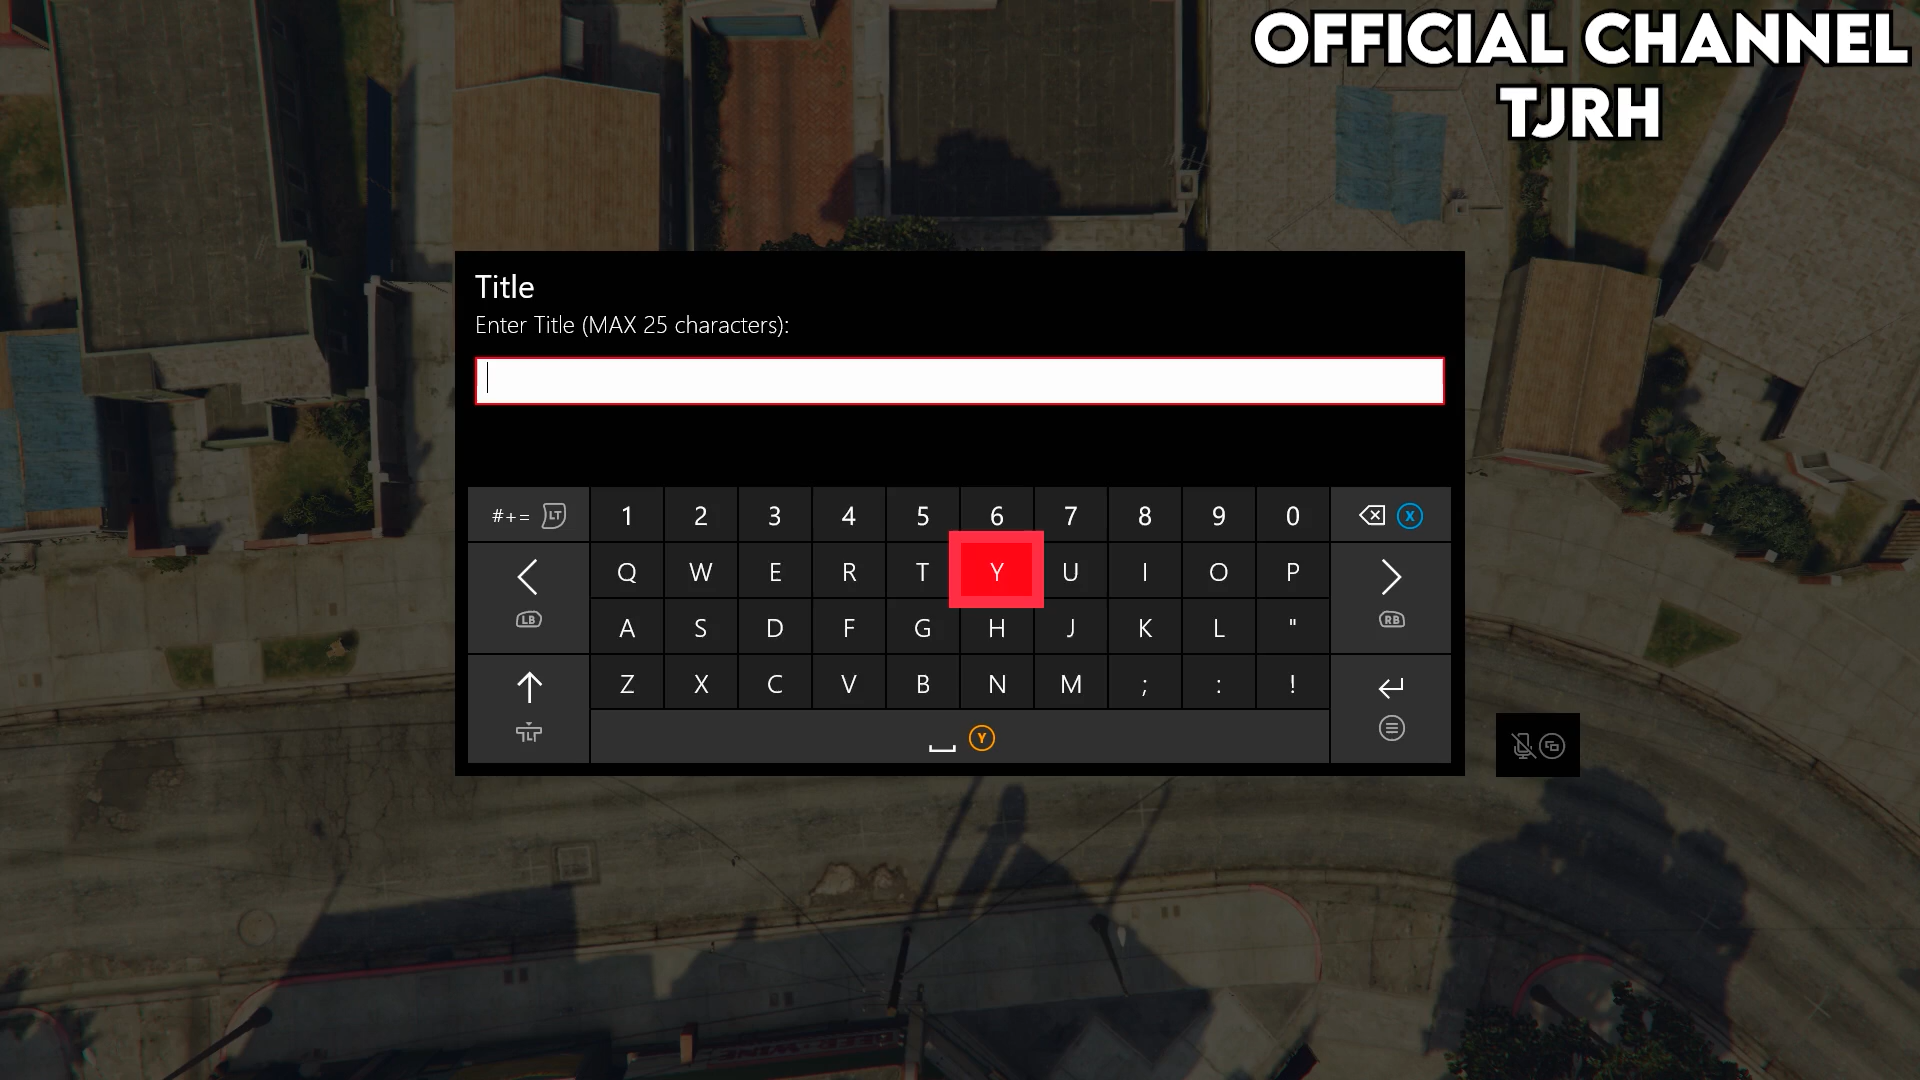 OFFICIAL CHANNEL
TJRH
Title
Enter Title (MAX 25 characters):
#+= LT 1 2 3 4 5 6 7 8 9 0 X
Q W E R T Y U I O P
LB RB
A S D F G H J K L "
Z X C V B N M ; : !
Y